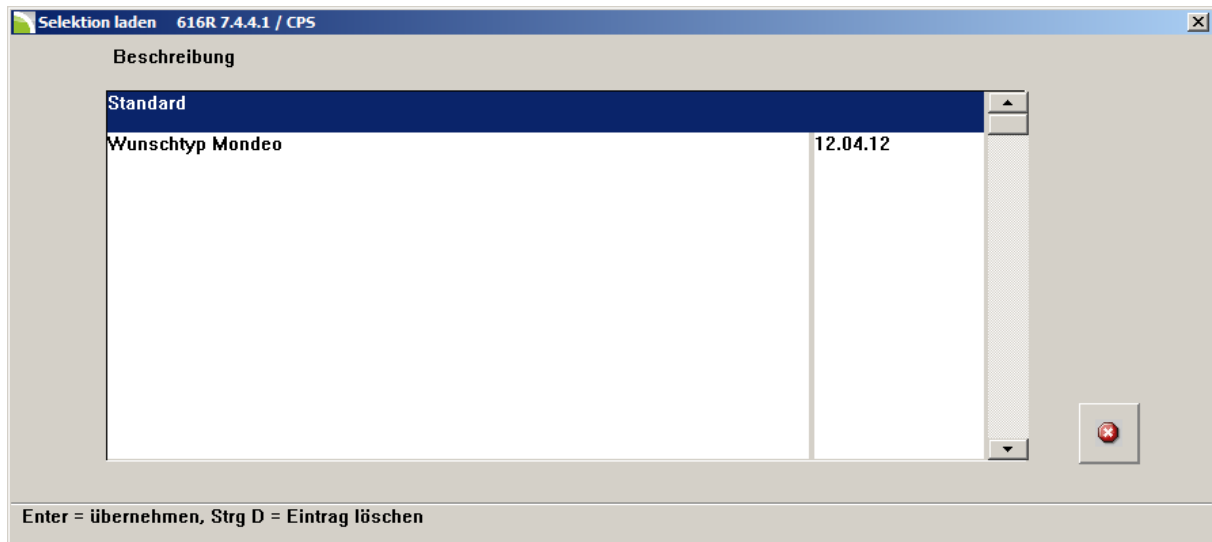 Selektion laden 616R 7.4.4.1 / CPS
Beschreibung
Standard
Wunschtyp Mondeo 12.04.12
Enter = übernehmen, Strg D = Eintrag löschen